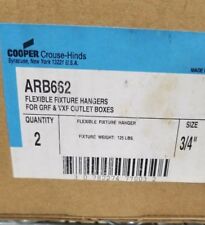 COOPER Crouse-Hinds
Syracuse, New York 13221 U.S.A.
MADE
ARB662
FLEXIBLE FIXTURE HANGERS
FOR GRF & VXF OUTLET BOXES
QUANTITY
2
FLEXIBLE FIXTURE HANGER
FIXTURE WEIGHT: 125 LBS.
SIZE
3/4"